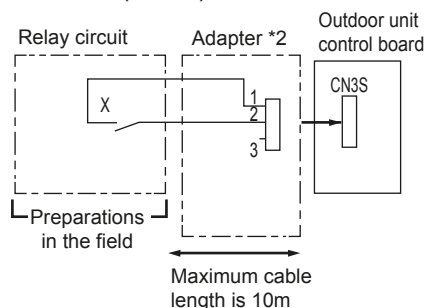 Relay circuit
Adapter *2
Outdoor unit
control board
CN3S
X
1
2
3
Preparations
in the field
Maximum cable
length is 10m